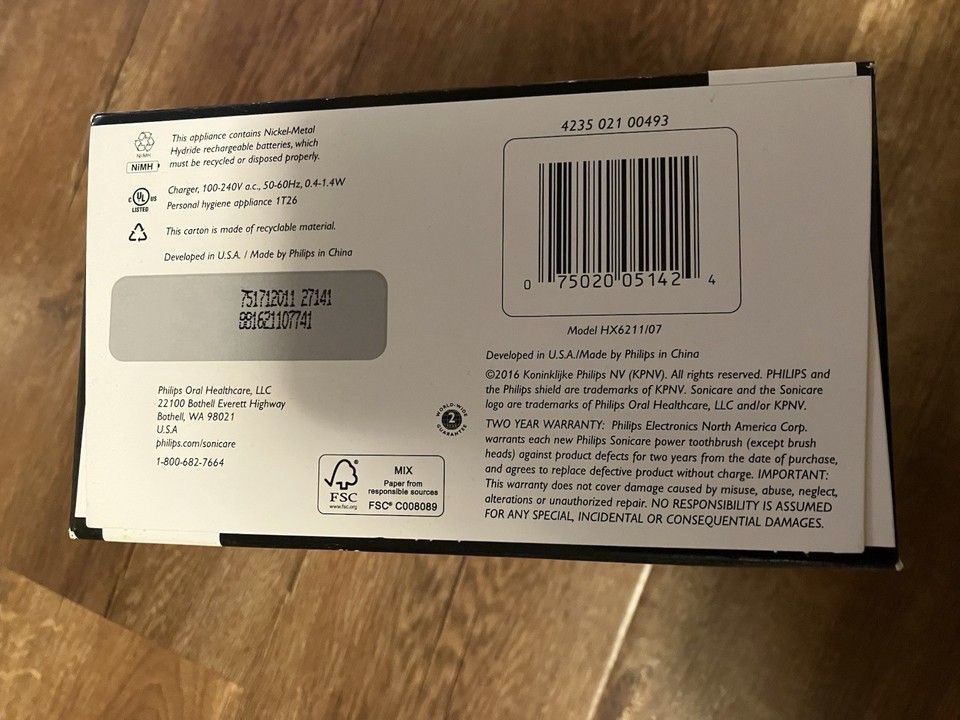 Ni-MH
NiMH
This appliance contains Nickel-Metal
Hydride rechargeable batteries, which
must be recycled or disposed properly.
C UL US
LISTED
Charger, 100-240V a.c., 50-60Hz, 0.4-1.4W
Personal hygiene appliance 1T26
This carton is made of recyclable material.
Developed in U.S.A. / Made by Philips in China
751712011 27141
881621107741
Philips Oral Healthcare, LLC
22100 Bothell Everett Highway
Bothell, WA 98021
U.S.A
philips.com/sonicare
1-800-682-7664
WORLD-WIDE
2
GUARANTEE
FSC
www.fsc.org
MIX
Paper from
responsible sources
FSC® C008089
4235 021 00493
0 75020 05142 4
Model HX6211/07
Developed in U.S.A./Made by Philips in China
©2016 Koninklijke Philips NV (KPNV). All rights reserved. PHILIPS and
the Philips shield are trademarks of KPNV. Sonicare and the Sonicare
logo are trademarks of Philips Oral Healthcare, LLC and/or KPNV.
TWO YEAR WARRANTY: Philips Electronics North America Corp.
warrants each new Philips Sonicare power toothbrush (except brush
heads) against product defects for two years from the date of purchase,
and agrees to replace defective product without charge. IMPORTANT:
This warranty does not cover damage caused by misuse, abuse, neglect,
alterations or unauthorized repair. NO RESPONSIBILITY IS ASSUMED
FOR ANY SPECIAL, INCIDENTAL OR CONSEQUENTIAL DAMAGES.